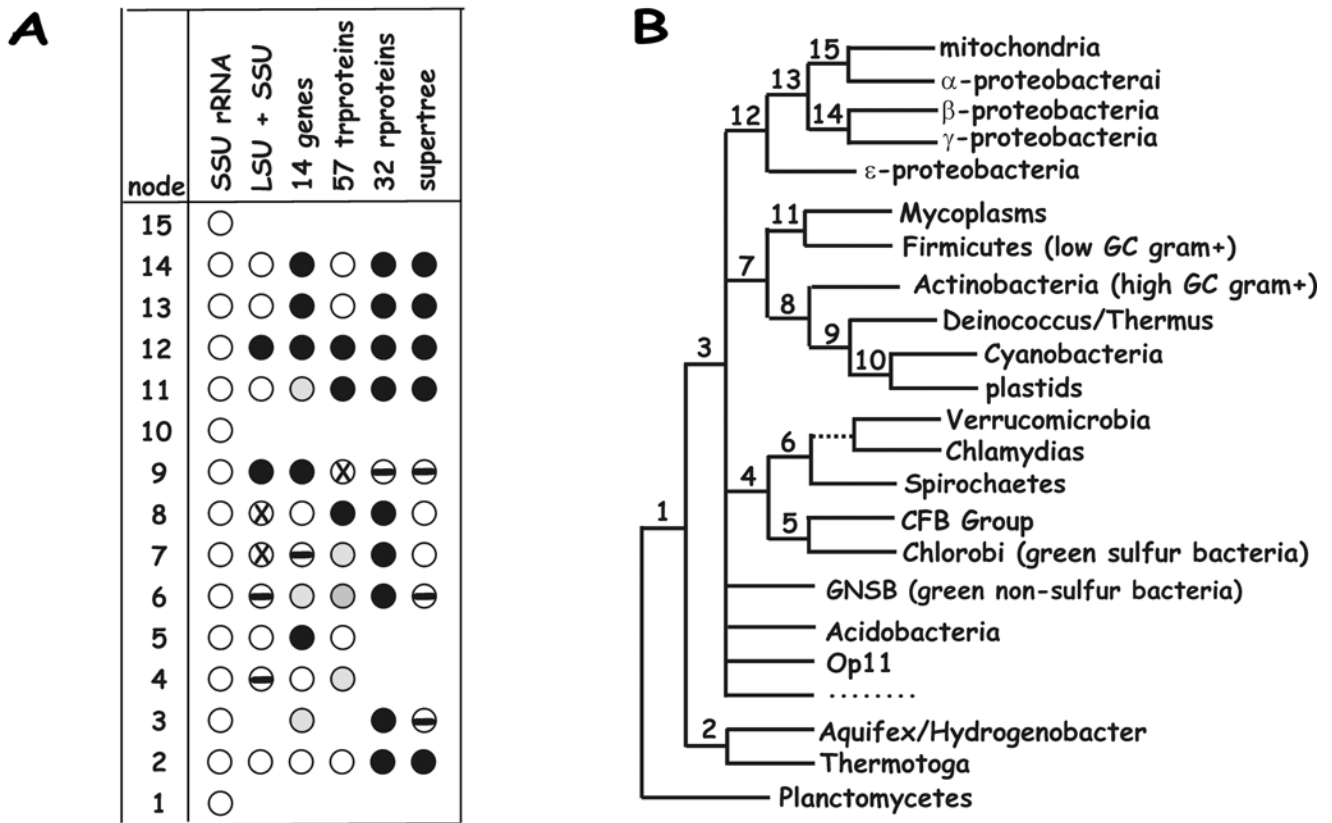 A
node
SSU rRNA
LSU + SSU
14 genes
57 trproteins
32 rproteins
supertree
15
14
13
12
11
10
9
8
7
6
5
4
3
2
1
B
mitochondria
α-proteobacterai
β-proteobacteria
γ-proteobacteria
ε-proteobacteria
Mycoplasms
Firmicutes (low GC gram+)
Actinobacteria (high GC gram+)
Deinococcus/Thermus
Cyanobacteria
plastids
Verrucomicrobia
Chlamydias
Spirochaetes
CFB Group
Chlorobi (green sulfur bacteria)
GNSB (green non-sulfur bacteria)
Acidobacteria
Op11
........
Aquifex/Hydrogenobacter
Thermotoga
Planctomycetes
15
13
14
12
11
7
8
9
10
3
6
4
5
1
2